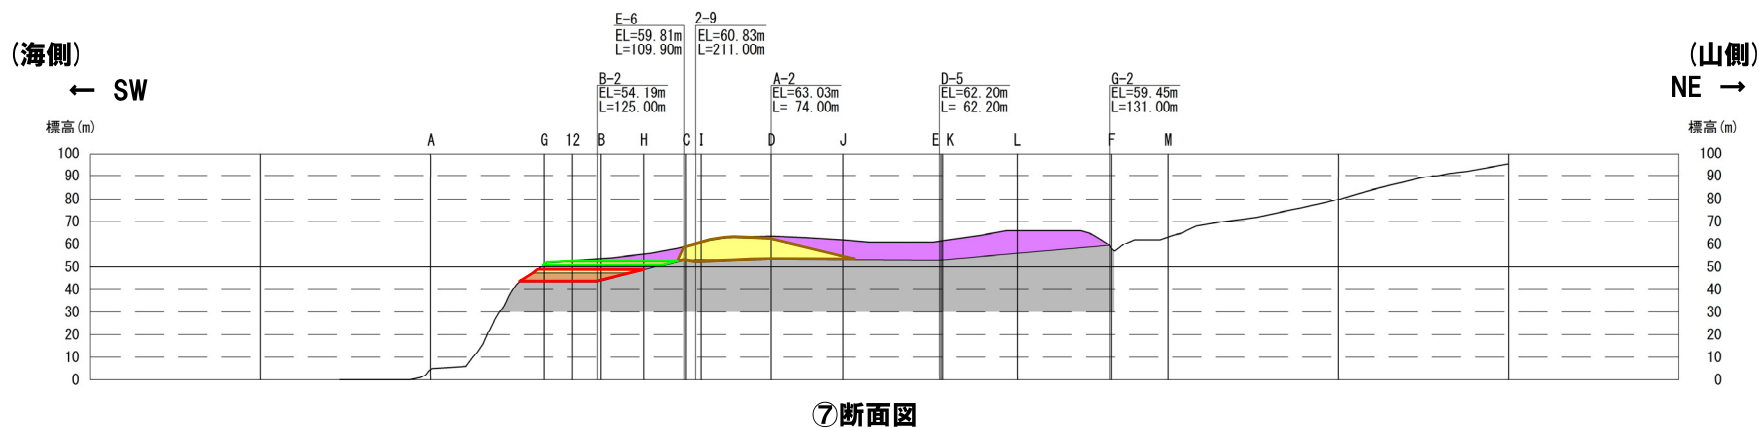 E-6
EL=59.81m
L=109.90m
2-9
EL=60.83m
L=211.00m
(海側)
← SW
(山側)
NE →
B-2
EL=54.19m
L=125.00m
A-2
EL=63.03m
L= 74.00m
D-5
EL=62.20m
L= 62.20m
G-2
EL=59.45m
L=131.00m
標高(m)
標高(m)
A G 12 B H C I D J E K L F M
100 100
90 90
80 80
70 70
60 60
50 50
40 40
30 30
20 20
10 10
0 0
⑦断面図